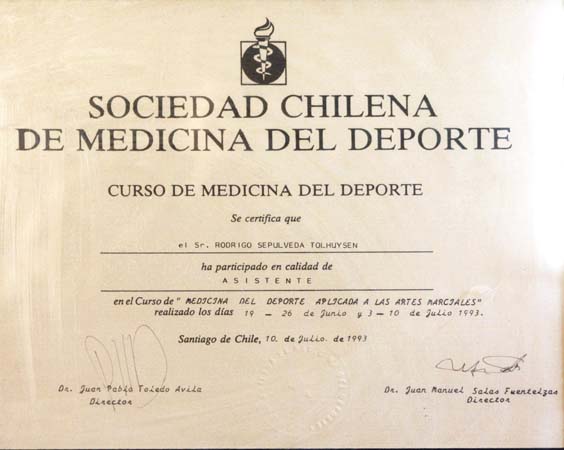 SOCIEDAD CHILENA
DE MEDICINA DEL DEPORTE
CURSO DE MEDICINA DEL DEPORTE
Se certifica que
el Sr. RODRIGO SEPULVEDA TOLHUYSEN
ha participado en calidad de
ASISTENTE
en el Curso de " MEDICINA DEL DEPORTE APLICADA A LAS ARTES MARCIALES"
realizado los días 19 - 26 de Junio y 3 - 10 de Julio 1993.
Santiago de Chile, 10. de Julio. de 1993
Dr. Juan Pablo Toledo Avila
Director
Dr. Juan Manuel Salas Fuentelzas
Director